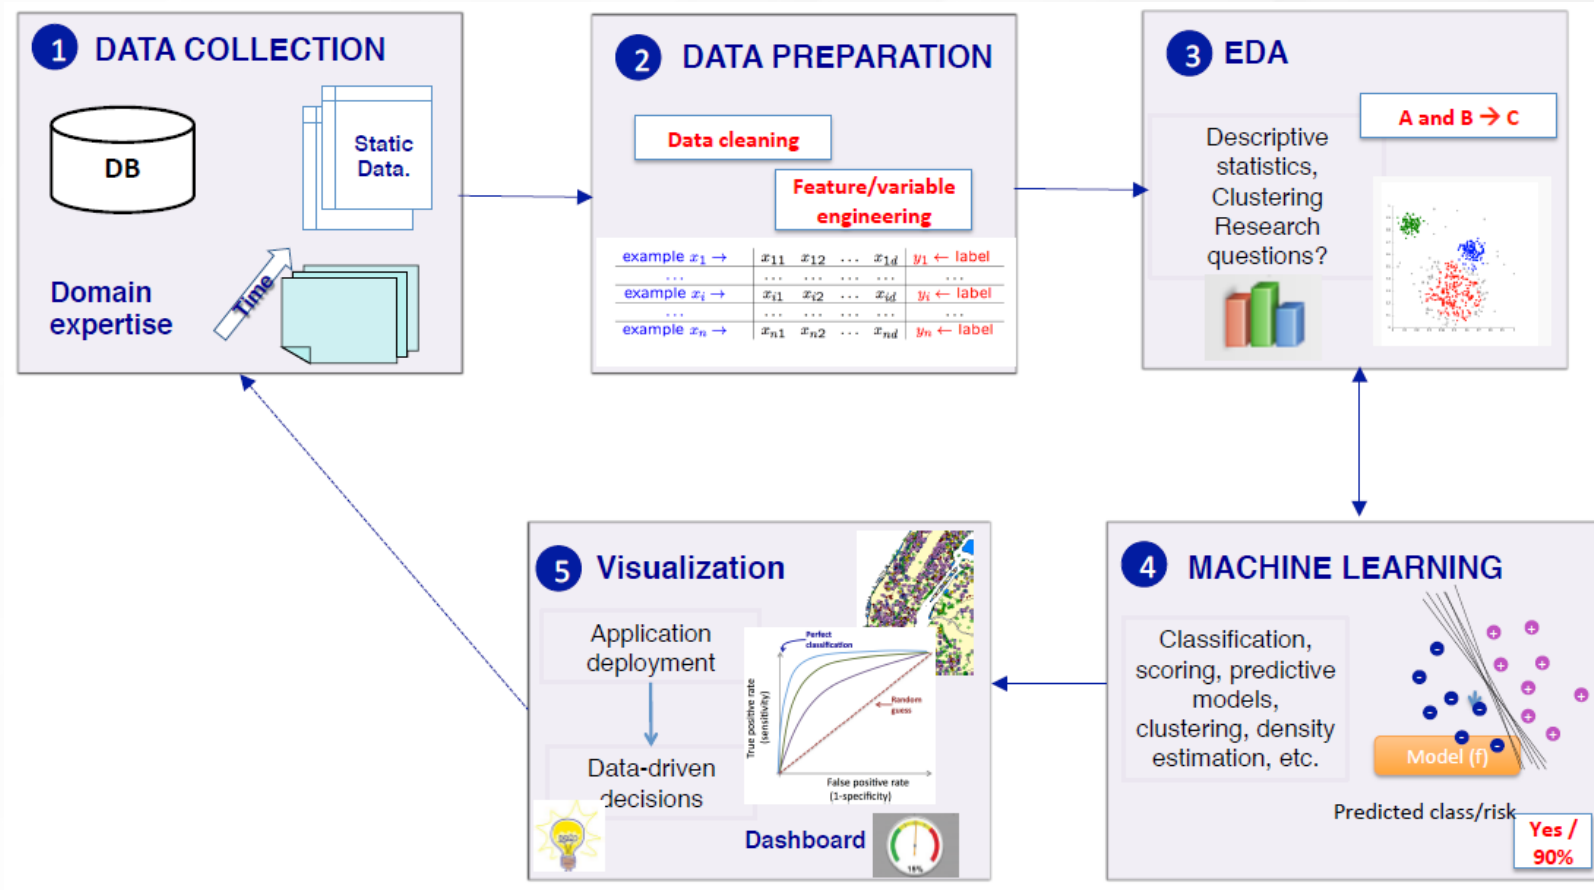 1 DATA COLLECTION
DB
Static
Data.
Time
Domain
expertise
2 DATA PREPARATION
Data cleaning
Feature/variable
engineering
example x₁ → x₁₁ x₁₂ … x₁d y₁ ← label
… … … … … …
example xᵢ → xᵢ₁ xᵢ₂ … xᵢd yᵢ ← label
… … … … … …
example xₙ → xₙ₁ xₙ₂ … xₙd yₙ ← label
3 EDA
A and B → C
Descriptive
statistics,
Clustering
Research
questions?
4 MACHINE LEARNING
Classification,
scoring, predictive
models,
clustering, density
estimation, etc.
Model (f)
Predicted class/risk
Yes /
90%
5 Visualization
Application
deployment
Data-driven
decisions
Perfect
classification
Random
guess
True positive rate
(sensitivity)
False positive rate
(1-specificity)
Dashboard